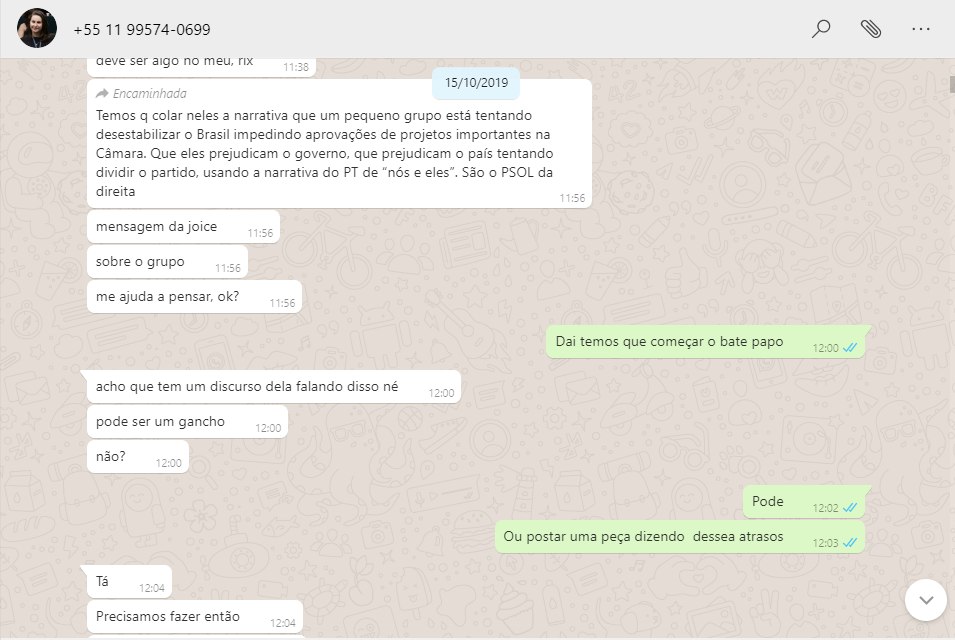 +55 11 99574-0699
deve ser algo no meu, rix 11:38
15/10/2019
Encaminhada
Temos q colar neles a narrativa que um pequeno grupo está tentando
desestabilizar o Brasil impedindo aprovações de projetos importantes na
Câmara. Que eles prejudicam o governo, que prejudicam o país tentando
dividir o partido, usando a narrativa do PT de “nós e eles”. São o PSOL da
direita
11:56
mensagem da joice 11:56
sobre o grupo 11:56
me ajuda a pensar, ok? 11:56
Dai temos que começar o bate papo 12:00
acho que tem um discurso dela falando disso né 12:00
pode ser um gancho 12:00
não? 12:00
Pode 12:02
Ou postar uma peça dizendo dessea atrasos 12:03
Tá 12:04
Precisamos fazer então 12:04